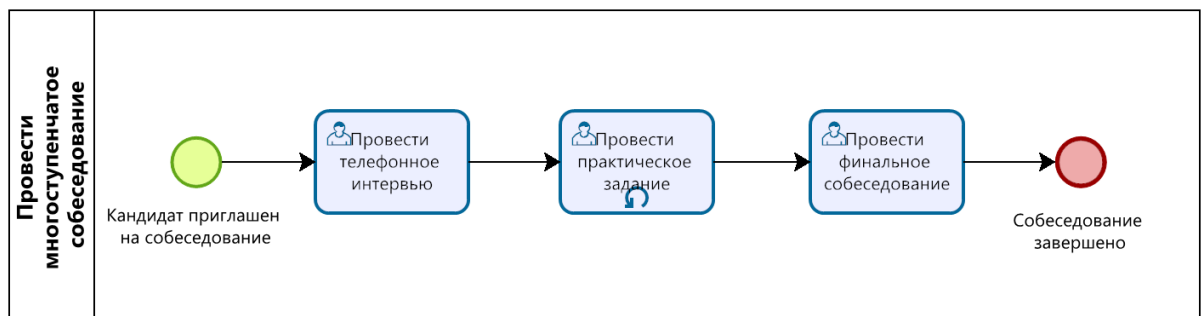 Провести
многоступенчатое
собеседование
Кандидат приглашен
на собеседование
Провести
телефонное
интервью
Провести
практическое
задание
Провести
финальное
собеседование
Собеседование
завершено